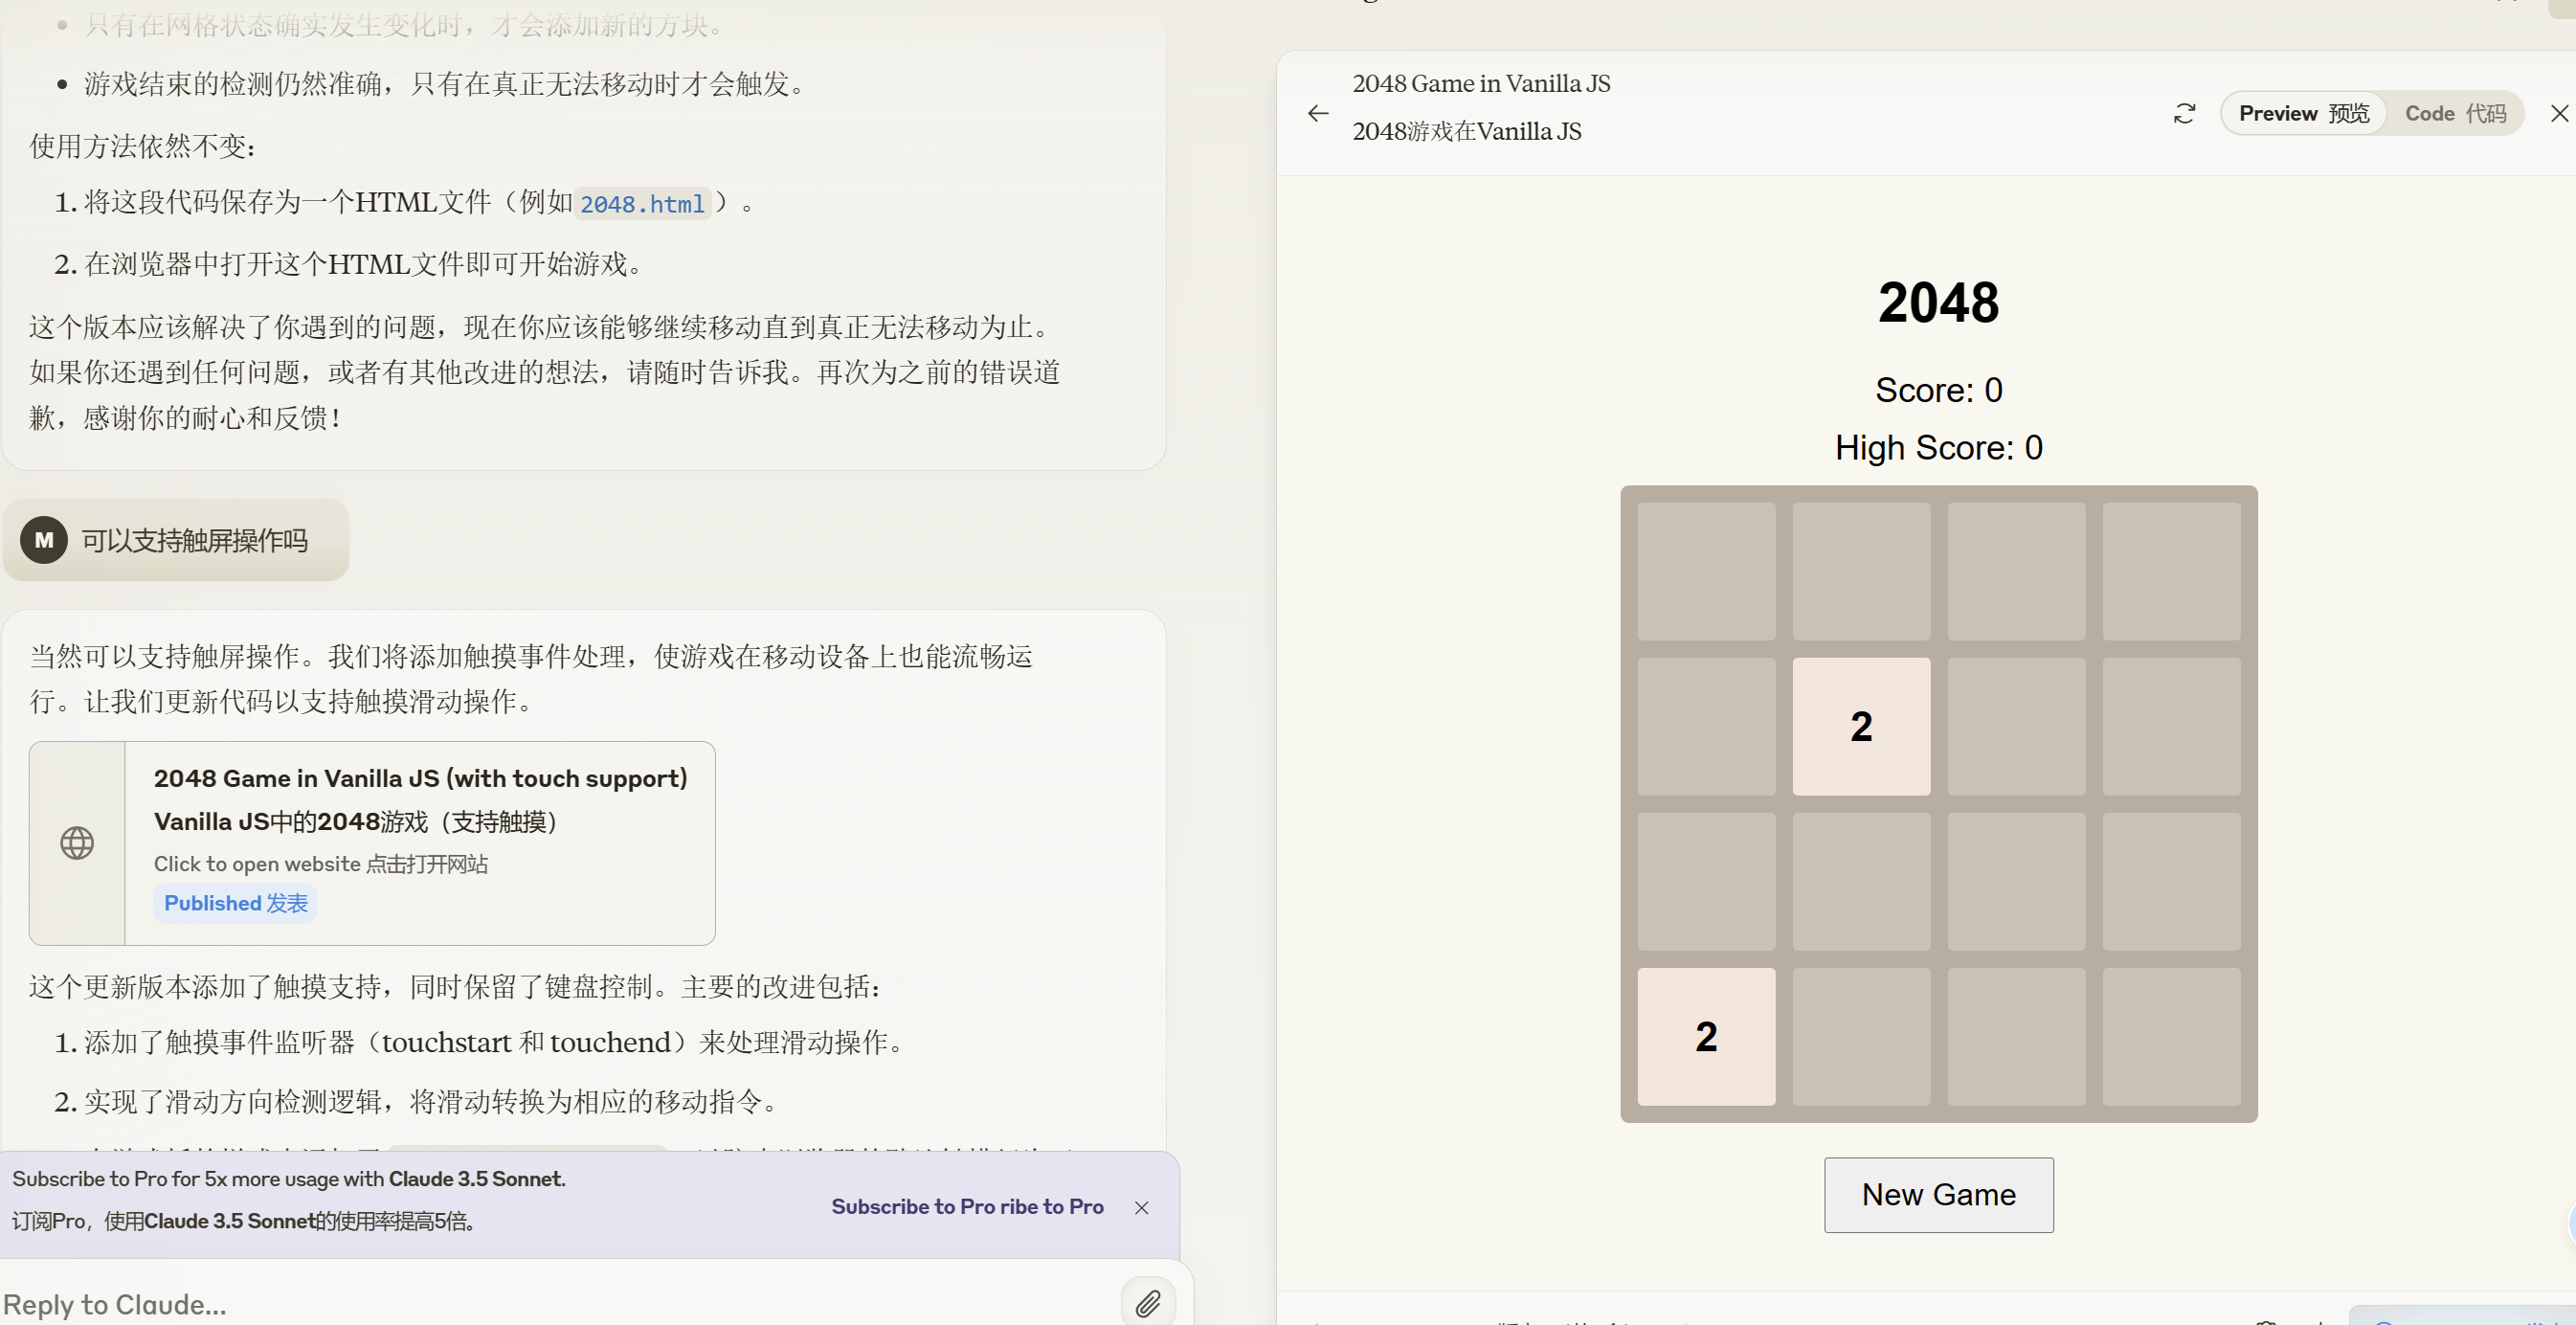 只有在网格状态确实发生变化时，才会添加新的方块。
游戏结束的检测仍然准确，只有在真正无法移动时才会触发。
使用方法依然不变：
1. 将这段代码保存为一个HTML文件（例如 2048.html ）。
2. 在浏览器中打开这个HTML文件即可开始游戏。
这个版本应该解决了你遇到的问题，现在你应该能够继续移动直到真正无法移动为止。
如果你还遇到任何问题，或者有其他改进的想法，请随时告诉我。再次为之前的错误道
歉，感谢你的耐心和反馈！
M 可以支持触屏操作吗
当然可以支持触屏操作。我们将添加触摸事件处理，使游戏在移动设备上也能流畅运
行。让我们更新代码以支持触摸滑动操作。
2048 Game in Vanilla JS (with touch support)
Vanilla JS中的2048游戏（支持触摸）
Click to open website 点击打开网站
Published 发表
这个更新版本添加了触摸支持，同时保留了键盘控制。主要的改进包括：
1. 添加了触摸事件监听器（touchstart 和 touchend）来处理滑动操作。
2. 实现了滑动方向检测逻辑，将滑动转换为相应的移动指令。
Subscribe to Pro for 5x more usage with Claude 3.5 Sonnet.
订阅Pro，使用Claude 3.5 Sonnet的使用率提高5倍。
Subscribe to Pro ribe to Pro
Reply to Claude...
2048 Game in Vanilla JS
2048游戏在Vanilla JS
Preview 预览 Code 代码
2048
Score: 0
High Score: 0
2
2
New Game